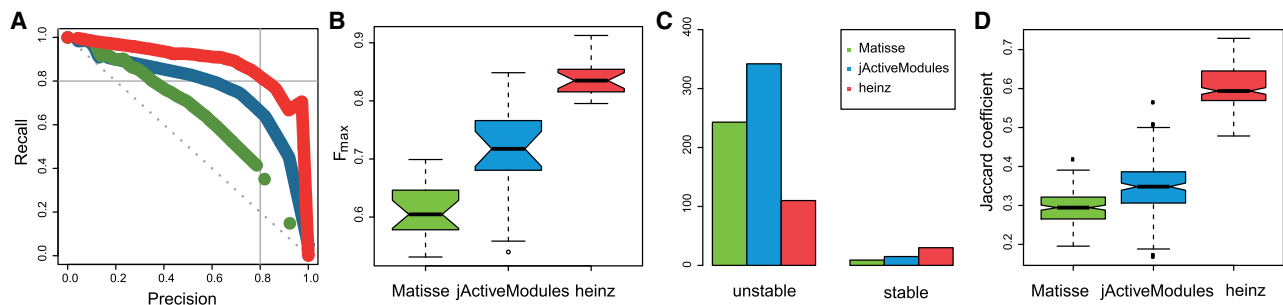 A
Recall
1.0
0.8
0.6
0.4
0.2
0.0
0.0
0.2
0.4
0.6
0.8
1.0
Precision
B
Fmax
0.9
0.8
0.7
0.6
Matisse
jActiveModules
heinz
C
400
300
200
100
0
Matisse
jActiveModules
heinz
unstable
stable
D
Jaccard coefficient
0.7
0.6
0.5
0.4
0.3
0.2
Matisse
jActiveModules
heinz